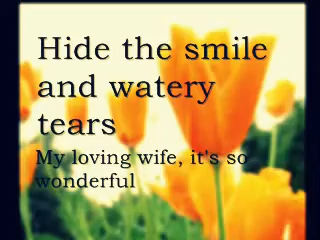 Hide the smile
and watery
tears
My loving wife, it's so
wonderful